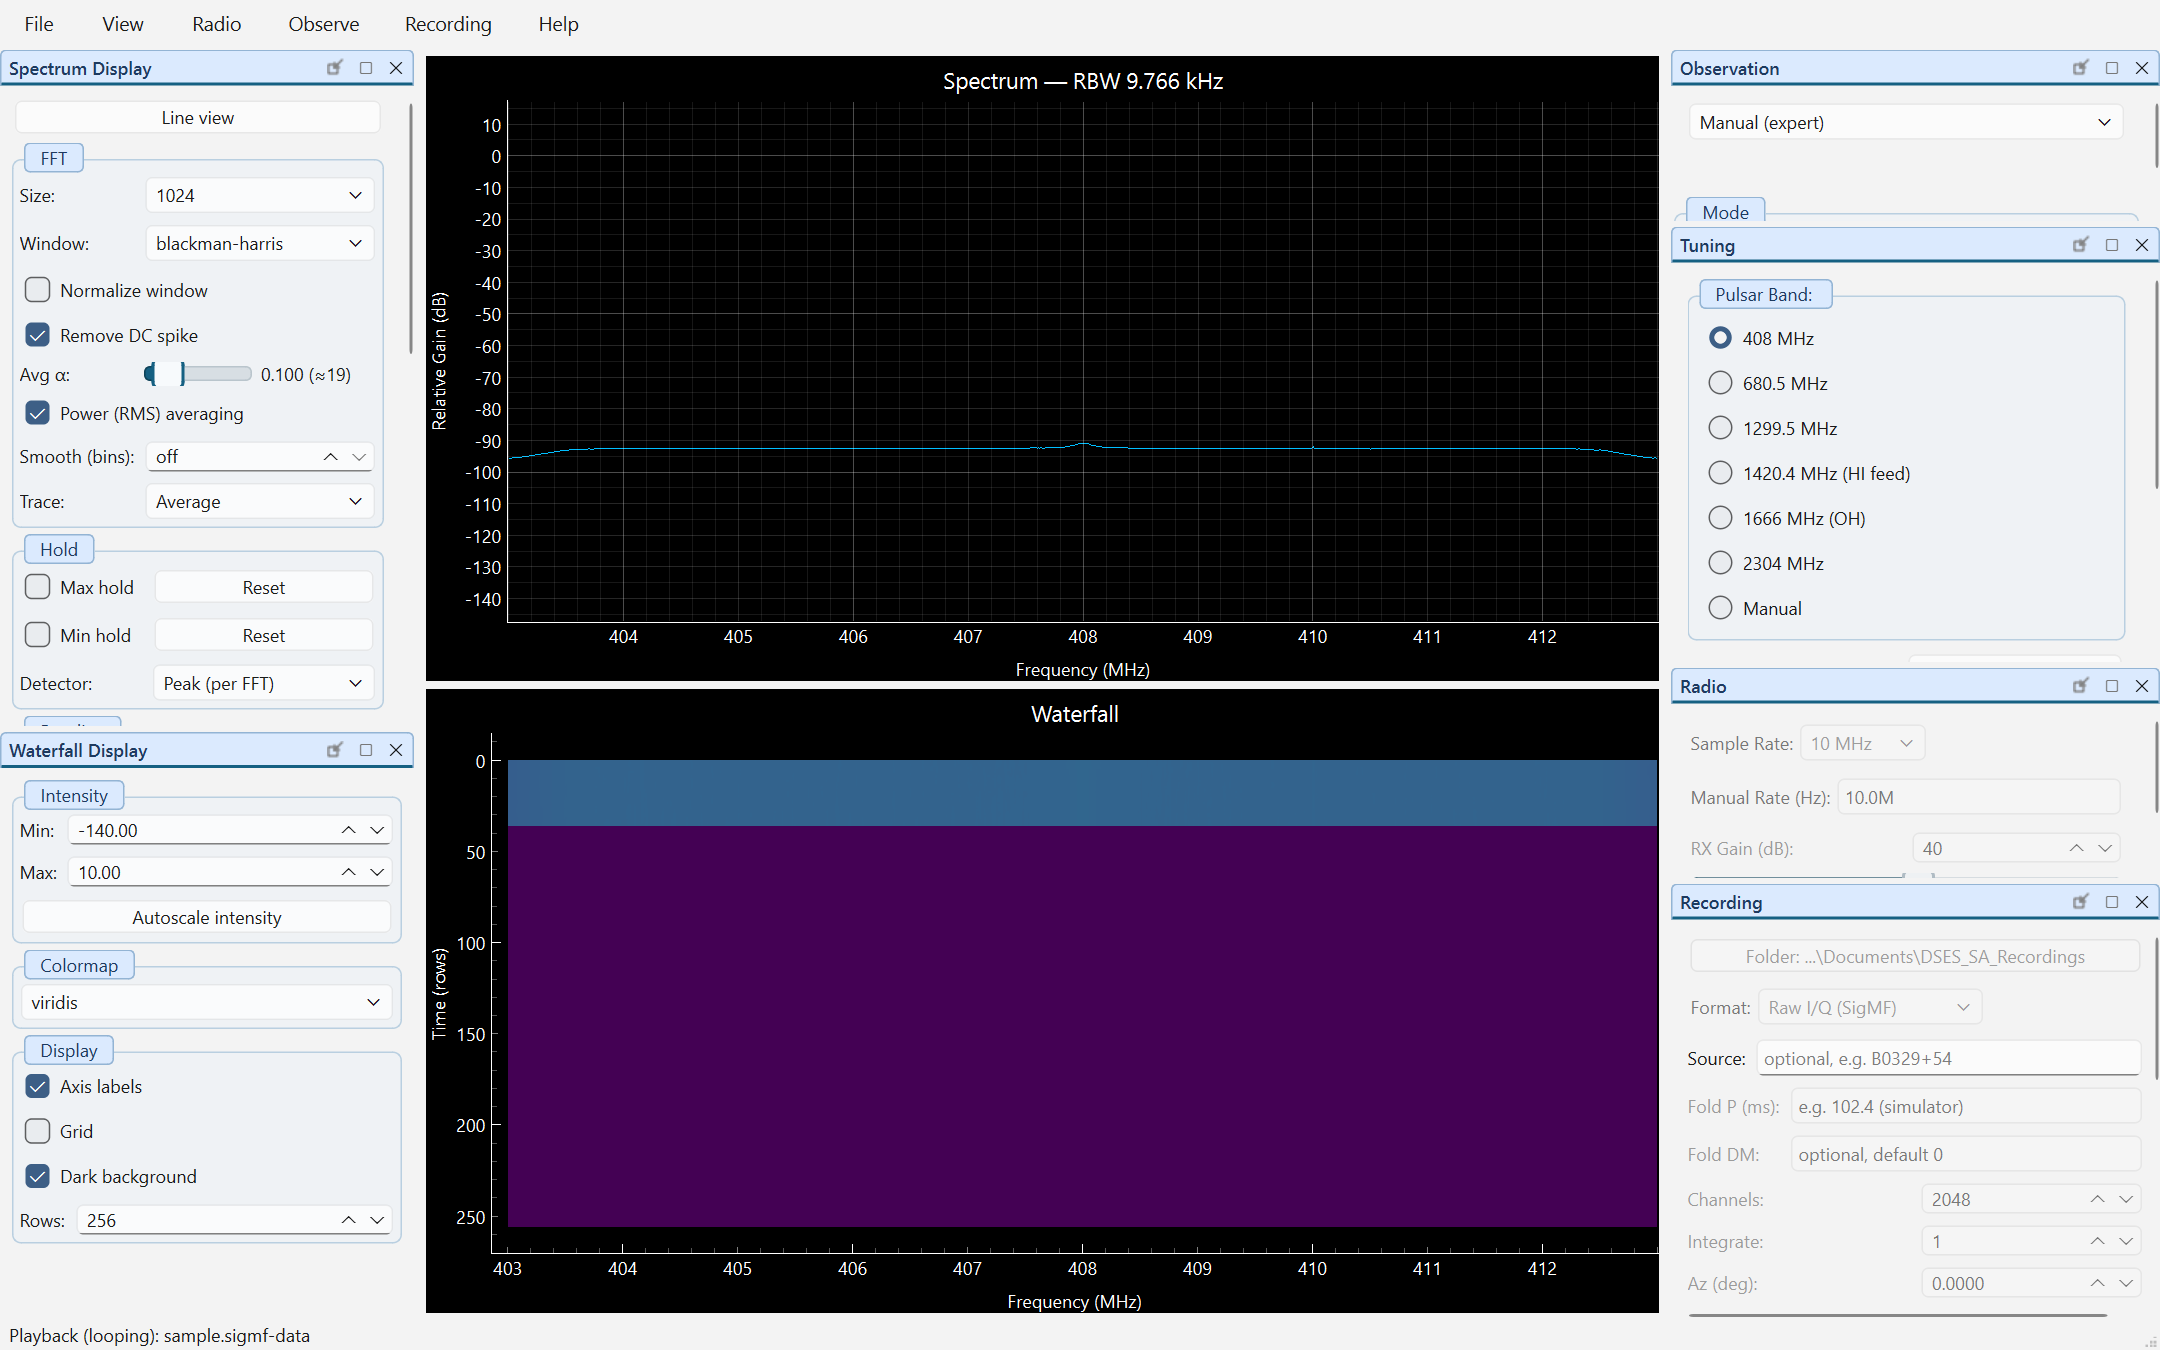 File View Radio Observe Recording Help
Spectrum Display
Line view
FFT
Size: 1024
Window: blackman-harris
Normalize window
Remove DC spike
Avg α: 0.100 (≈19)
Power (RMS) averaging
Smooth (bins): off
Trace: Average
Hold
Max hold Reset
Min hold Reset
Detector: Peak (per FFT)
Waterfall Display
Intensity
Min: -140.00
Max: 10.00
Autoscale intensity
Colormap
viridis
Display
Axis labels
Grid
Dark background
Rows: 256
Spectrum — RBW 9.766 kHz
Relative Gain (dB)
10
0
-10
-20
-30
-40
-50
-60
-70
-80
-90
-100
-110
-120
-130
-140
404 405 406 407 408 409 410 411 412
Frequency (MHz)
Waterfall
Time (rows)
0
50
100
150
200
250
403 404 405 406 407 408 409 410 411 412
Frequency (MHz)
Observation
Manual (expert)
Mode
Tuning
Pulsar Band:
408 MHz
680.5 MHz
1299.5 MHz
1420.4 MHz (HI feed)
1666 MHz (OH)
2304 MHz
Manual
Radio
Sample Rate: 10 MHz
Manual Rate (Hz): 10.0M
RX Gain (dB): 40
Recording
Folder: ...\Documents\DSES_SA_Recordings
Format: Raw I/Q (SigMF)
Source: optional, e.g. B0329+54
Fold P (ms): e.g. 102.4 (simulator)
Fold DM: optional, default 0
Channels: 2048
Integrate: 1
Az (deg): 0.0000
Playback (looping): sample.sigmf-data